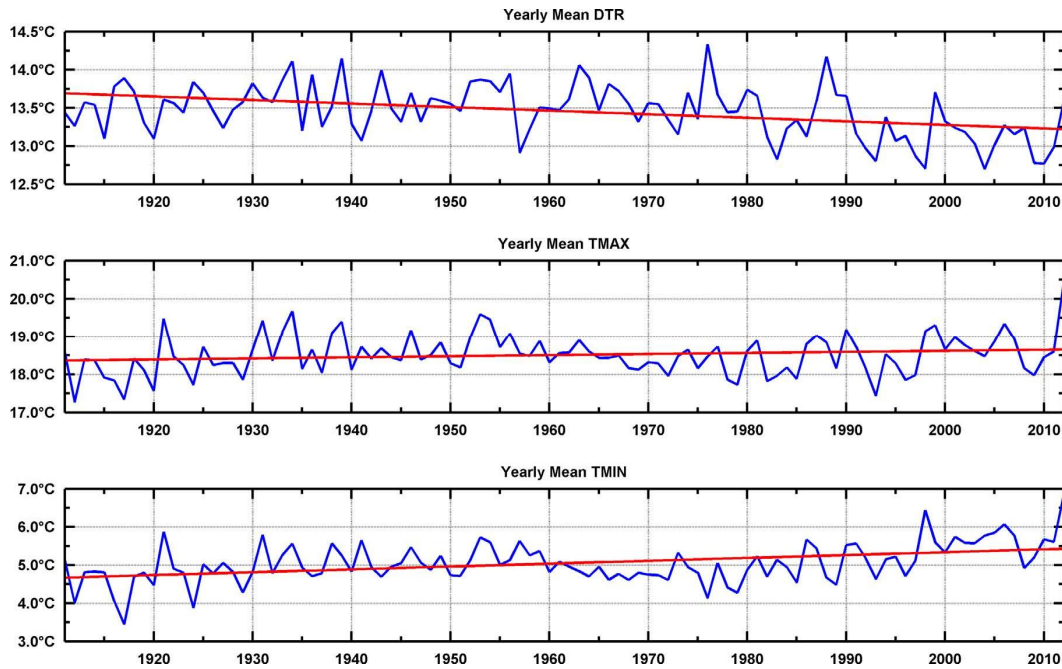 Yearly Mean DTR
14.5°C
14.0°C
13.5°C
13.0°C
12.5°C
1920 1930 1940 1950 1960 1970 1980 1990 2000 2010
Yearly Mean TMAX
21.0°C
20.0°C
19.0°C
18.0°C
17.0°C
1920 1930 1940 1950 1960 1970 1980 1990 2000 2010
Yearly Mean TMIN
7.0°C
6.0°C
5.0°C
4.0°C
3.0°C
1920 1930 1940 1950 1960 1970 1980 1990 2000 2010